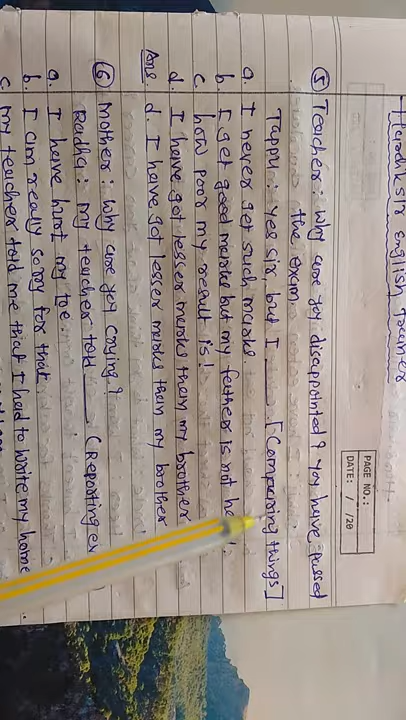 Hardik sir English
PAGE NO.:
DATE: / /20
⑤ Teacher: Why are you disappointed? You have passed
the exam.
Tappu: Yes sir, but I ____. [Comparing things]
a. I never get such marks
b. I get good marks but my father is not
c. how poor my result is!
d. I have got lesser marks than my brother
Ans d. I have got lesser marks than my brother
⑥ Mother: Why are you crying?
Radha: My teacher told ____. (Reporting
a. I have hurt my toe.
b. I am really sorry for that
c. My teacher told me that I had to write my home